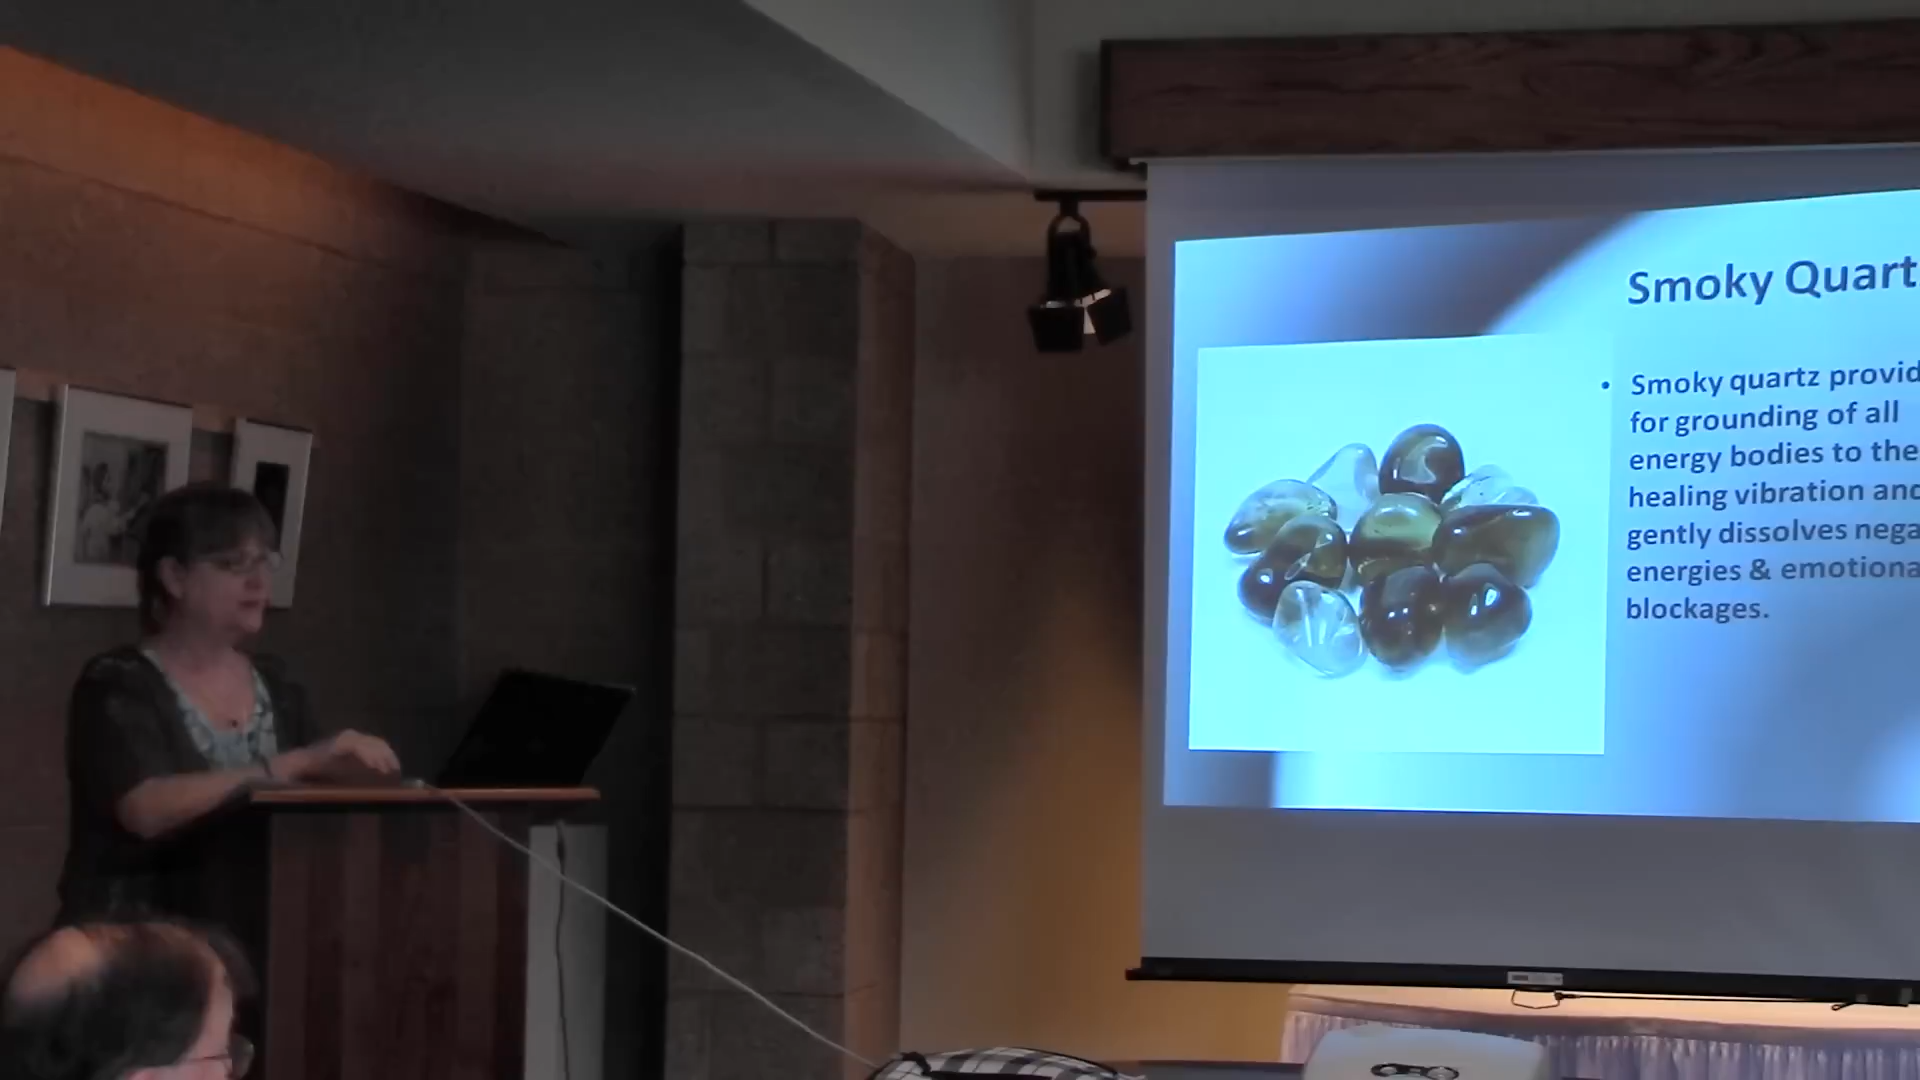 Smoky Quart
• Smoky quartz provid
for grounding of all
energy bodies to the
healing vibration and
gently dissolves nega
energies & emotiona
blockages.